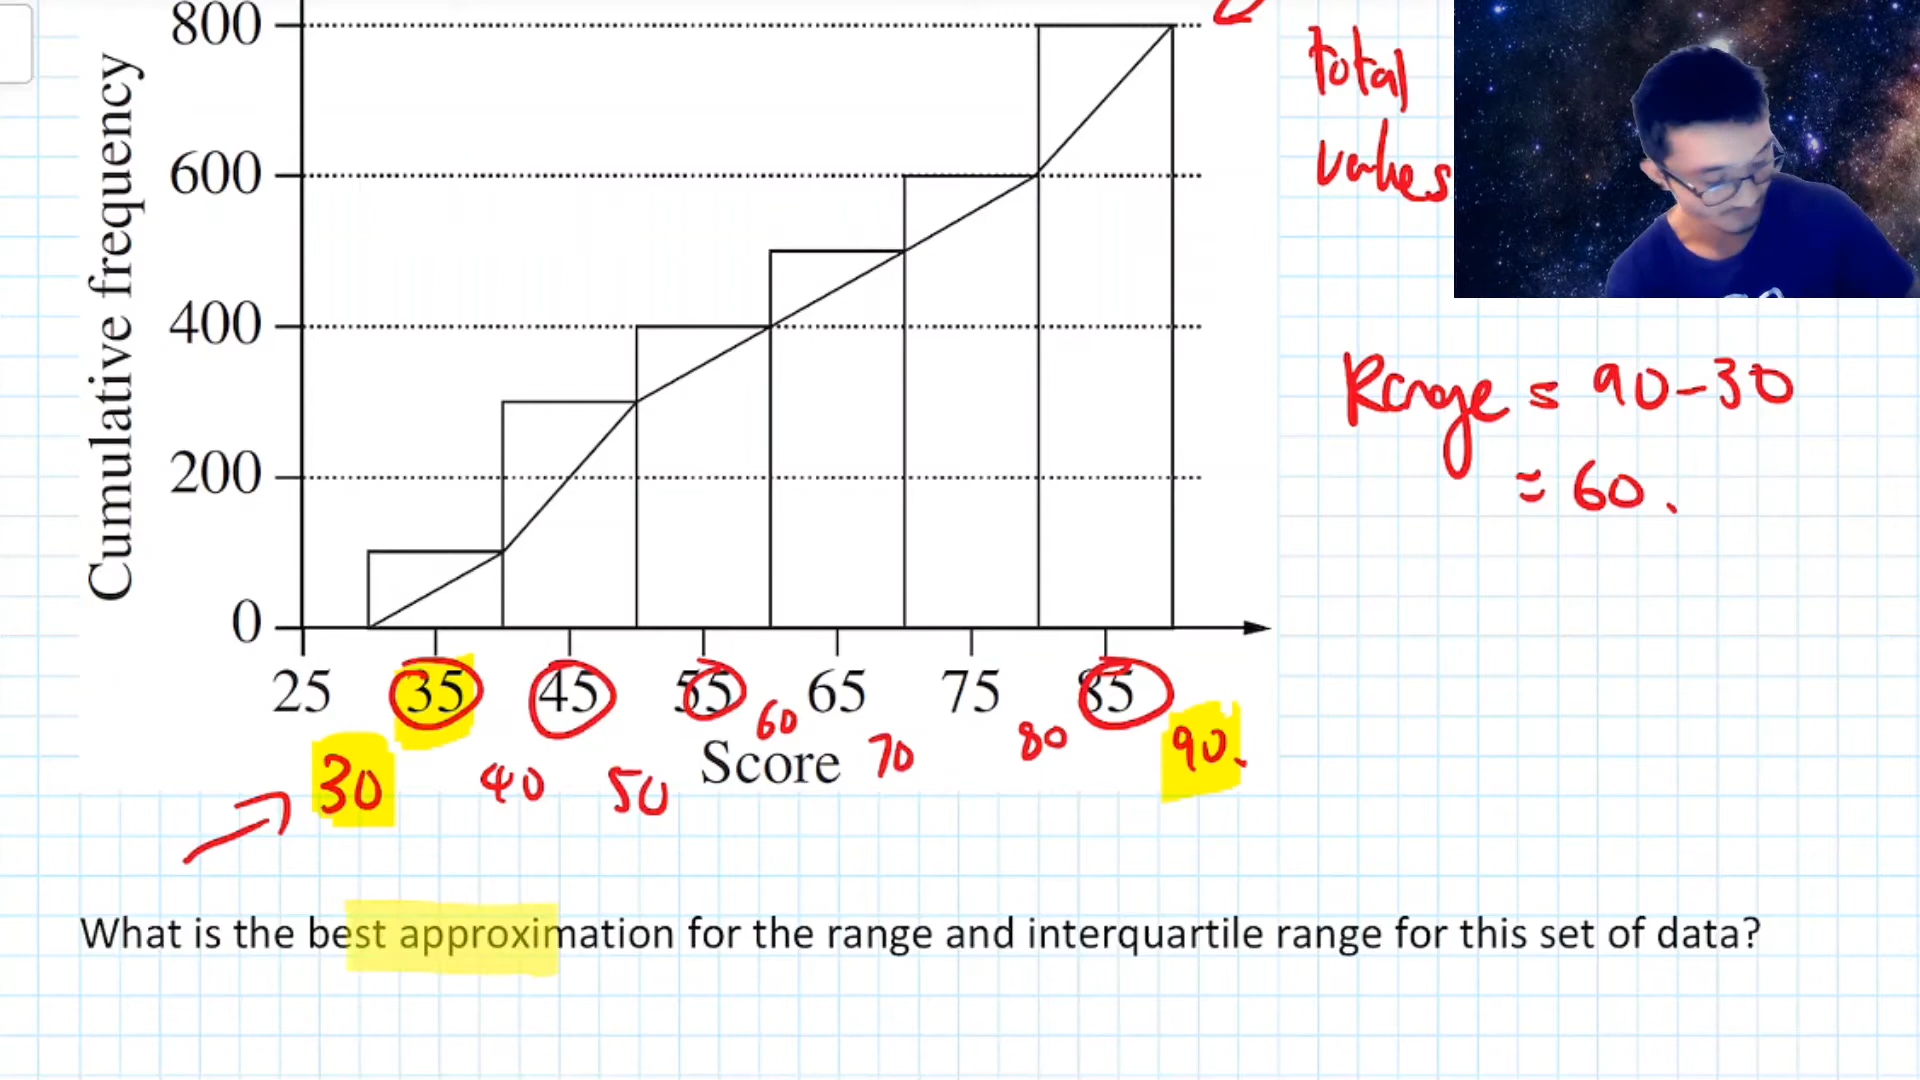 800
600
400
200
0
Cumulative frequency
25 35 45 55 65 75 85
30 40 50 60 70 80 90.
Score
total
values
Range = 90-30
= 60.
What is the best approximation for the range and interquartile range for this set of data?